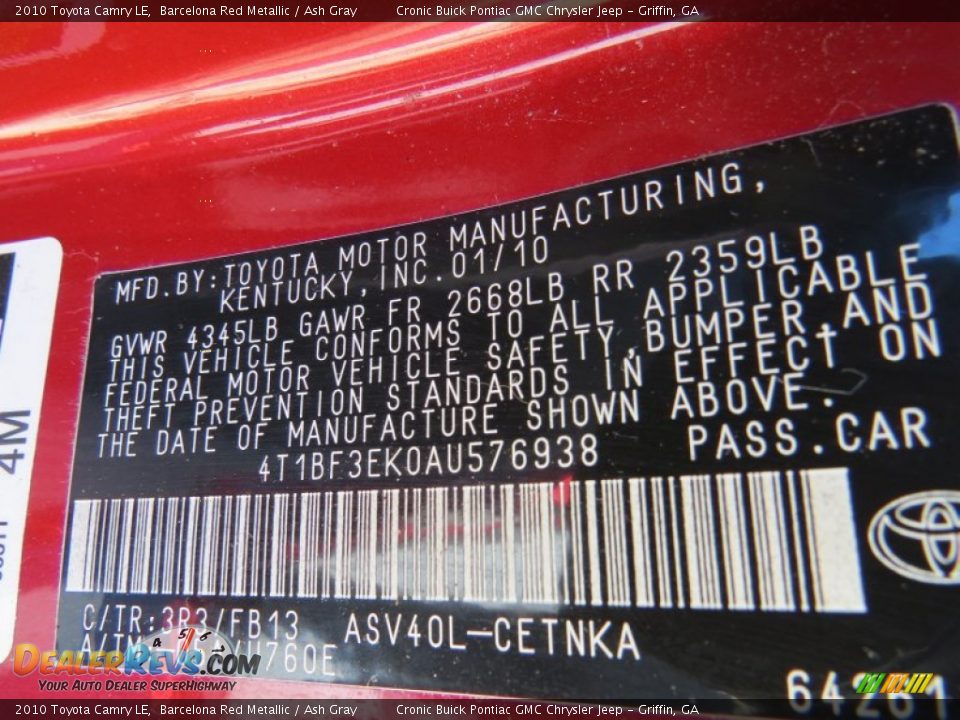 2010 Toyota Camry LE, Barcelona Red Metallic / Ash Gray Cronic Buick Pontiac GMC Chrysler Jeep - Griffin, GA
MFD.BY:TOYOTA MOTOR MANUFACTURING,
KENTUCKY,INC.01/10
GVWR 4345LB GAWR FR 2668LB RR 2359LB
THIS VEHICLE CONFORMS TO ALL APPLICABLE
FEDERAL MOTOR VEHICLE SAFETY,BUMPER,AND
THEFT PREVENTION STANDARDS IN EFFECT ON
THE DATE OF MANUFACTURE SHOWN ABOVE.
4T1BF3EK0AU576938 PASS.CAR
4M
C/TR:3R3/FB13 ASV40L-CETNKA
760E
DealerRevs.com
Your Auto Dealer SuperHighway
2010 Toyota Camry LE, Barcelona Red Metallic / Ash Gray Cronic Buick Pontiac GMC Chrysler Jeep - Griffin, GA